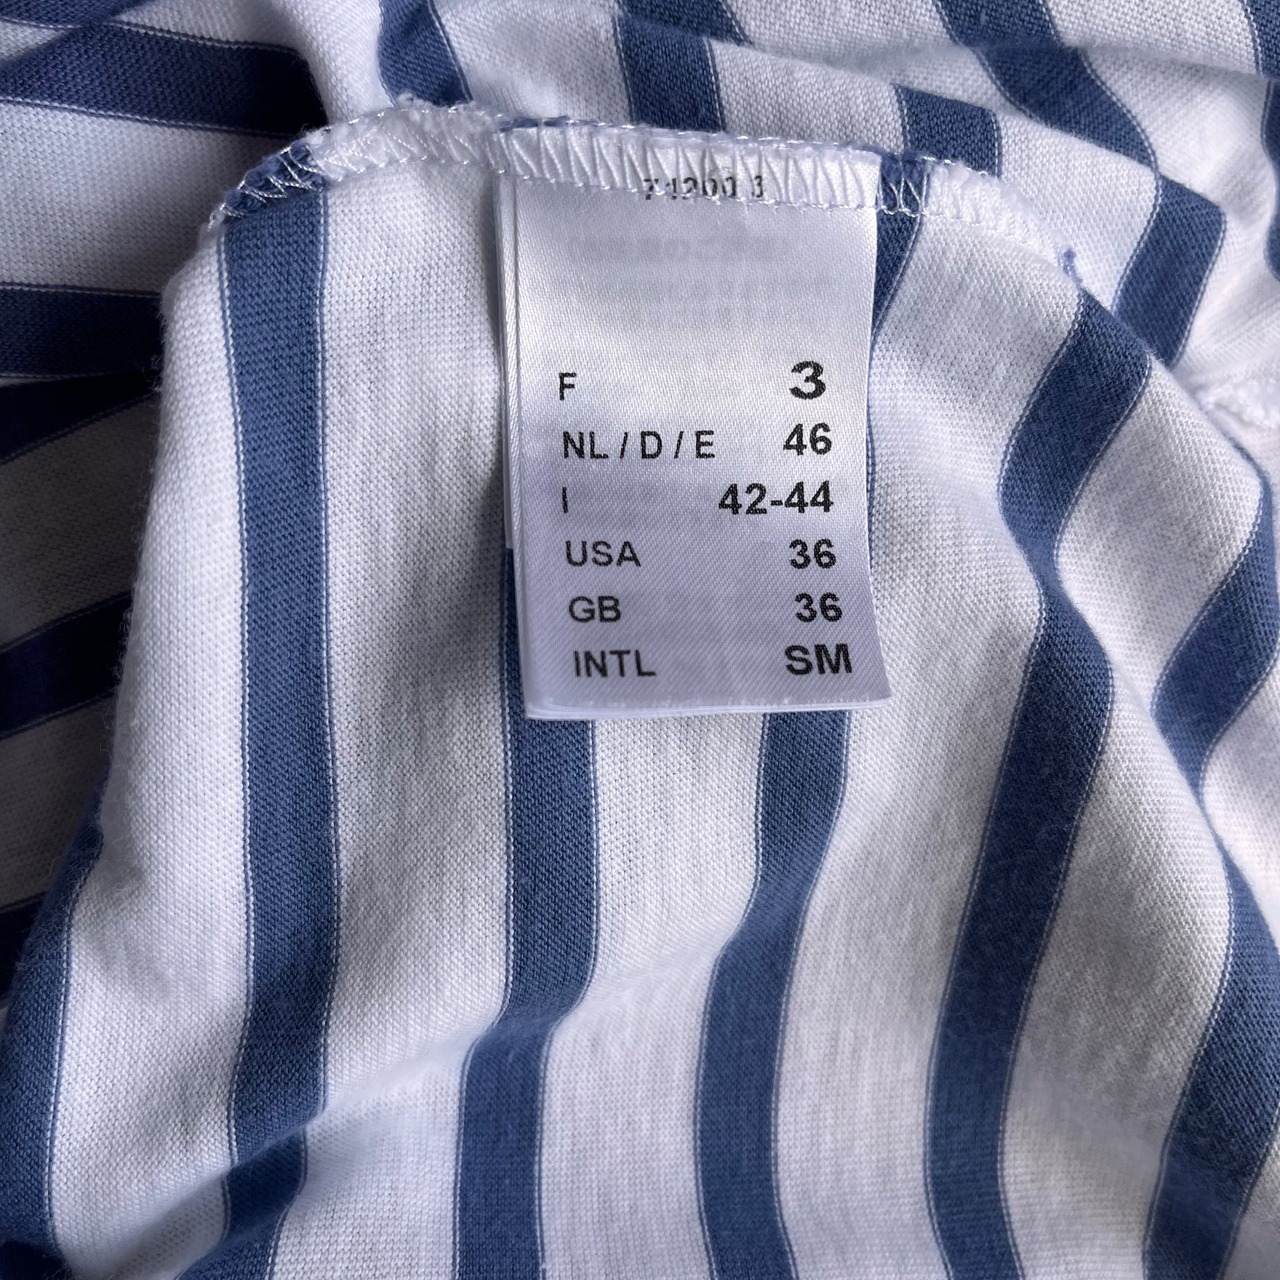 F 3
NL / D / E 46
I 42-44
USA 36
GB 36
INTL SM